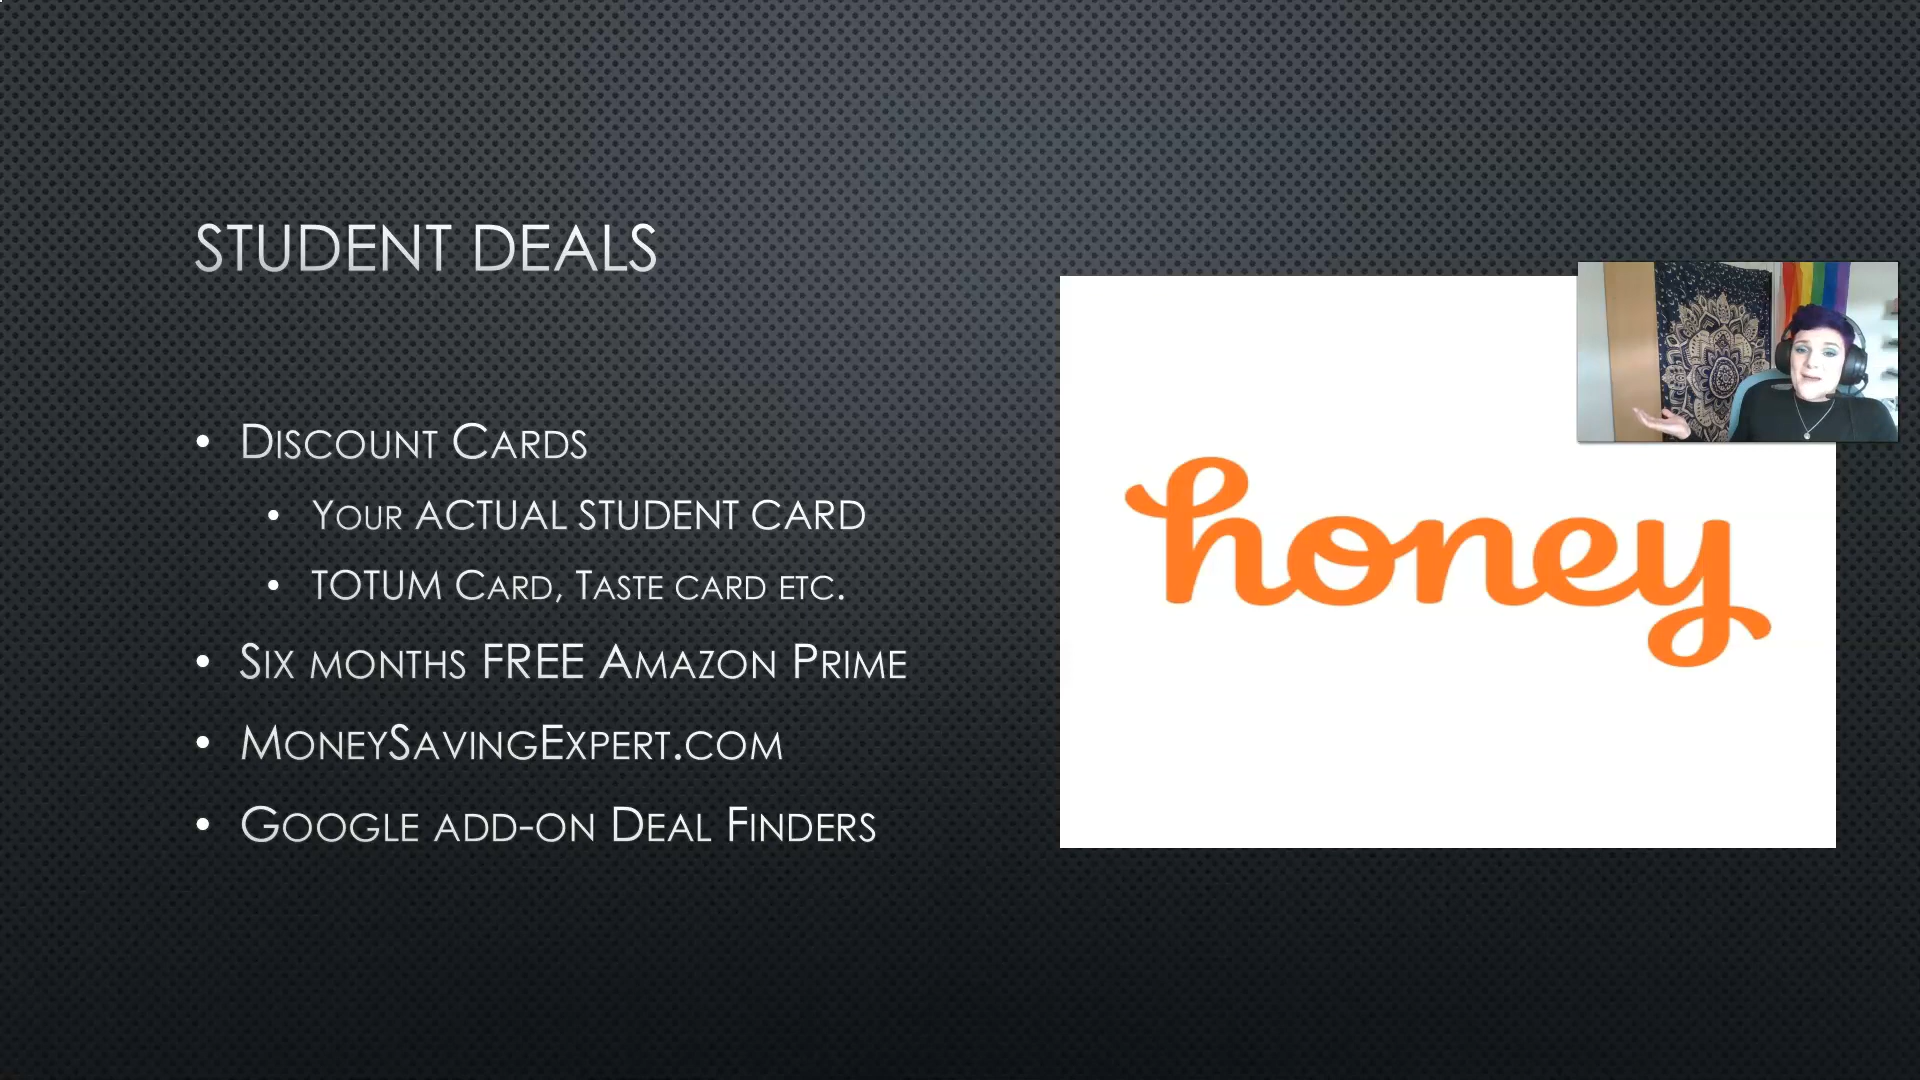 STUDENT DEALS
• DISCOUNT CARDS
• YOUR ACTUAL STUDENT CARD
• TOTUM CARD, TASTE CARD ETC.
• SIX MONTHS FREE AMAZON PRIME
• MONEYSAVINGEXPERT.COM
• GOOGLE ADD-ON DEAL FINDERS
honey